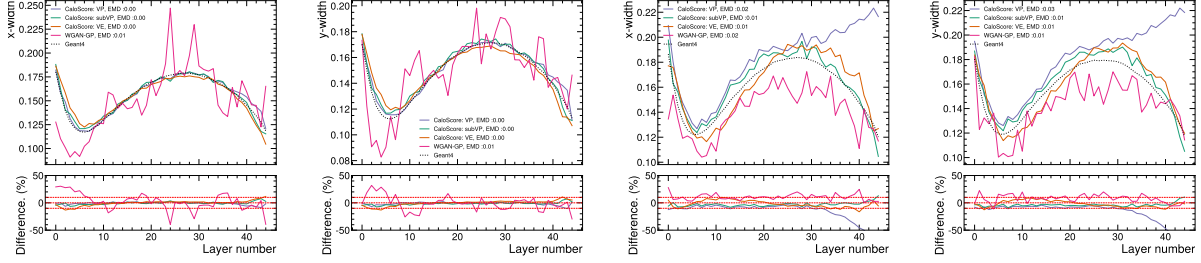 x-width
0.250
0.225
0.200
0.175
0.150
0.125
0.100
CaloScore: VP, EMD :0.00
CaloScore: subVP, EMD :0.00
CaloScore: VE, EMD :0.00
WGAN-GP, EMD :0.01
Geant4
Difference. (%)
50
0
-50
0
10
20
30
40
Layer number
y-width
0.20
0.18
0.16
0.14
0.12
0.10
0.08
CaloScore: VP, EMD :0.00
CaloScore: subVP, EMD :0.00
CaloScore: VE, EMD :0.00
WGAN-GP, EMD :0.01
Geant4
Difference. (%)
50
0
-50
0
10
20
30
40
Layer number
x-width
0.22
0.20
0.18
0.16
0.14
0.12
0.10
CaloScore: VP, EMD :0.02
CaloScore: subVP, EMD :0.01
CaloScore: VE, EMD :0.01
WGAN-GP, EMD :0.02
Geant4
Difference. (%)
50
0
-50
0
10
20
30
40
Layer number
y-width
0.22
0.20
0.18
0.16
0.14
0.12
0.10
CaloScore: VP, EMD :0.03
CaloScore: subVP, EMD :0.01
CaloScore: VE, EMD :0.01
WGAN-GP, EMD :0.01
Geant4
Difference. (%)
50
0
-50
0
10
20
30
40
Layer number